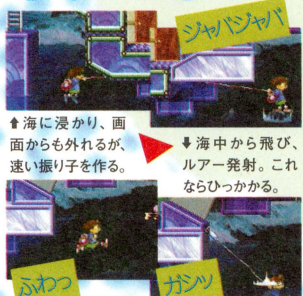 ジャバジャバ
⬆海に浸かり、画
面からも外れるが、
速い振り子を作る。
⬇海中から飛び、
ルアー発射。これ
ならひっかかる。
ふわっ
ガシッ